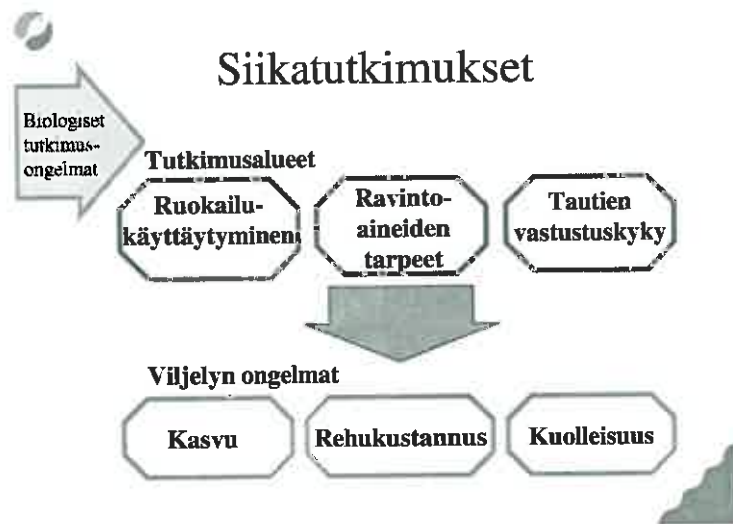 Siikatutkimukset
Biologiset
tutkimus-
ongelmat
Tutkimusalueet
Ruokailu-
käyttäytyminen
Ravinto-
aineiden
tarpeet
Tautien
vastustuskyky
Viljelyn ongelmat
Kasvu
Rehukustannus
Kuolleisuus